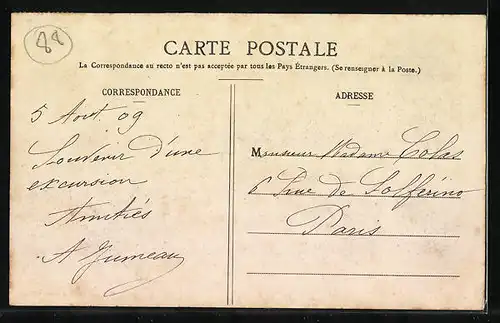 88
CARTE POSTALE
La Correspondance au recto n'est pas acceptée par tous les Pays Étrangers. (Se renseigner à la Poste.)
CORRESPONDANCE
5 Aout 09
Souvenir d'une
excursion
Amitiés
A Jumeau
ADRESSE
Monsieur Madame Colas
6 Rue de Solférino
Paris